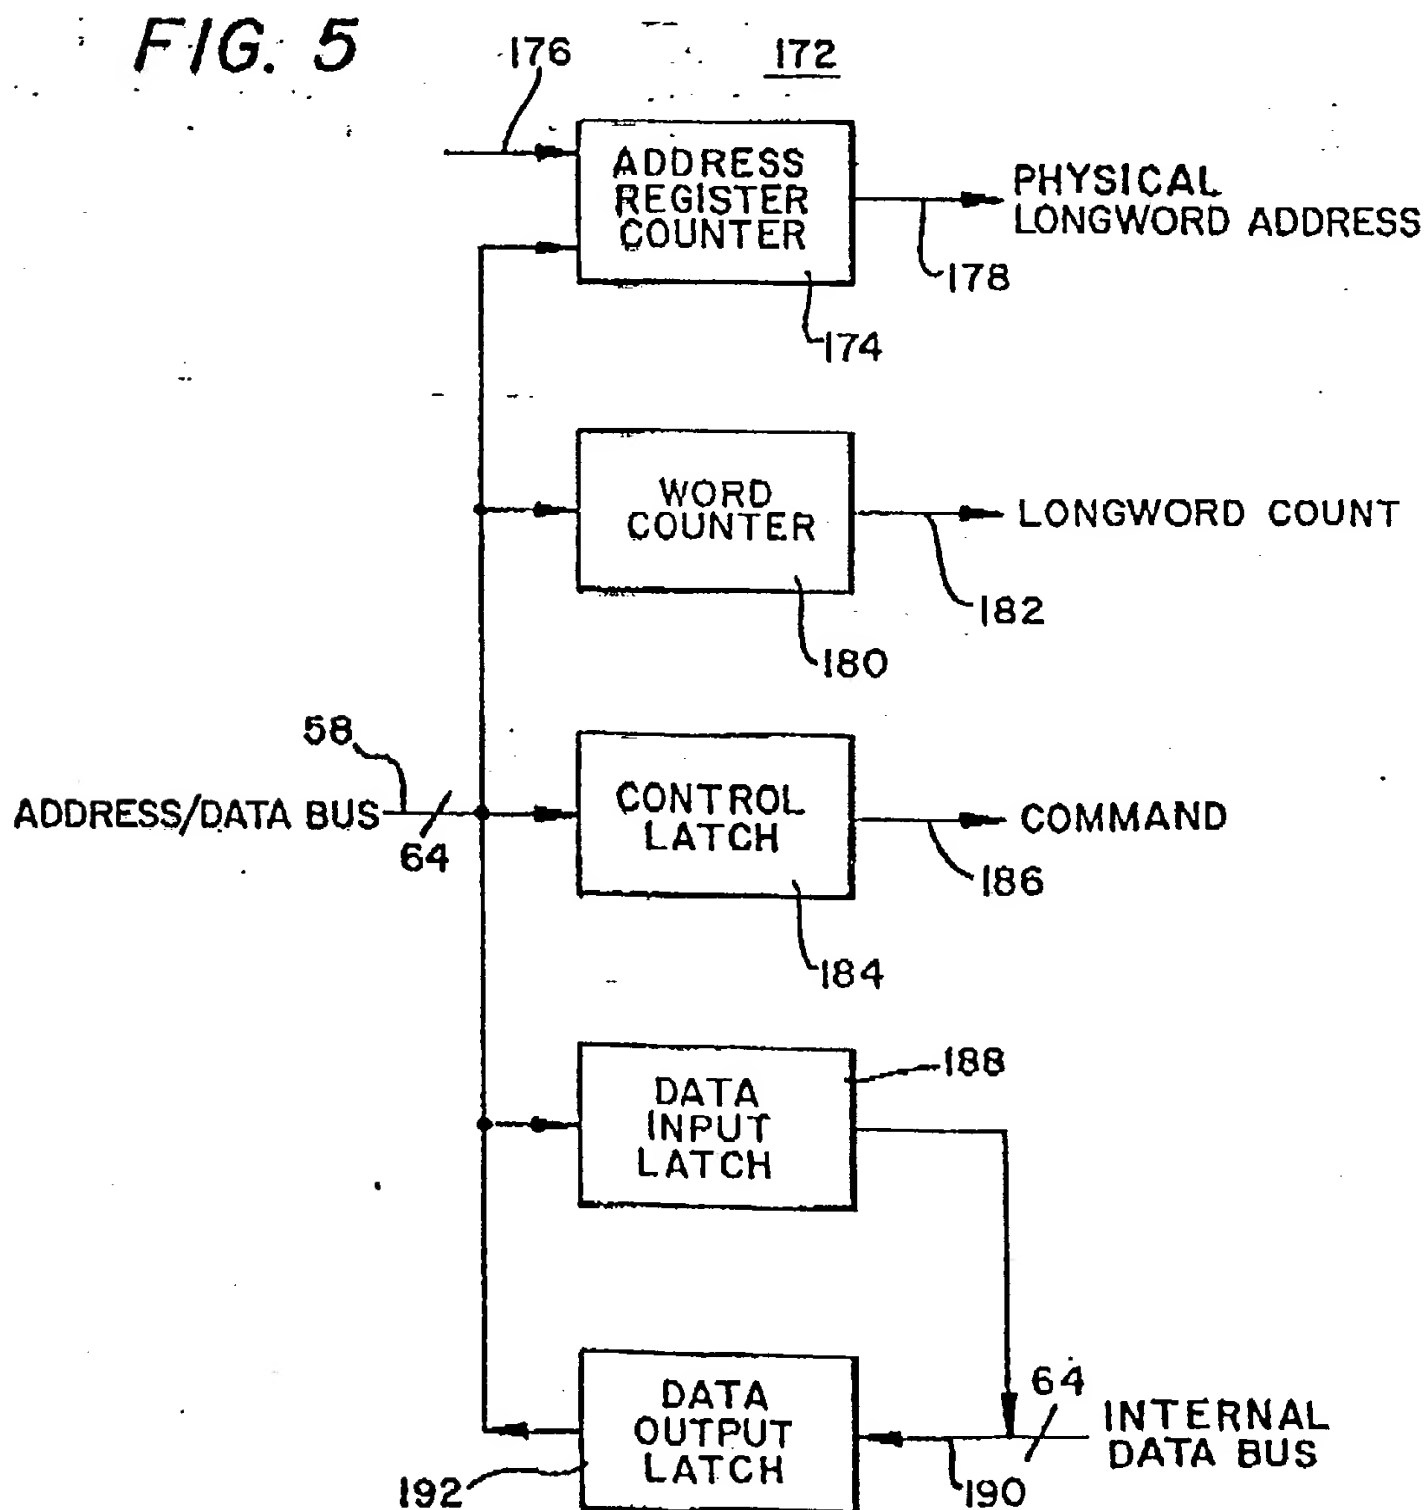 FIG. 5
176
172
ADDRESS
REGISTER
COUNTER
PHYSICAL
LONGWORD ADDRESS
178
174
WORD
COUNTER
LONGWORD COUNT
182
180
58
ADDRESS/DATA BUS
64
CONTROL
LATCH
COMMAND
186
184
DATA
INPUT
LATCH
188
DATA
OUTPUT
LATCH
64
INTERNAL
DATA BUS
192
190